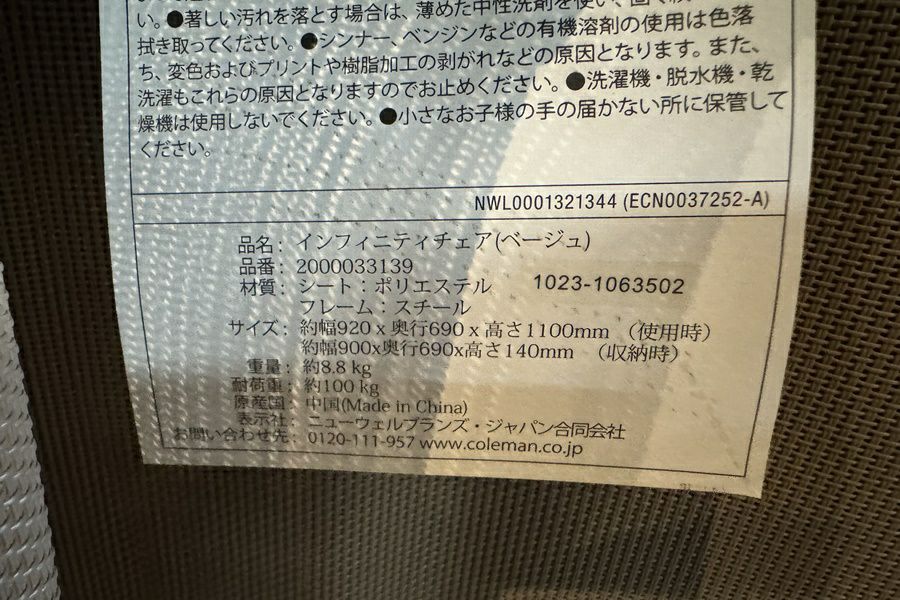 い。●著しい汚れを落とす場合は、薄めた中性洗剤を使い、固く絞
拭き取ってください。●シンナー、ベンジンなどの有機溶剤の使用は色落
ち、変色およびプリントや樹脂加工の剥がれなどの原因となります。また、
洗濯もこれらの原因となりますのでお止めください。●洗濯機・脱水機・乾
燥機は使用しないでください。●小さなお子様の手の届かない所に保管して
ください。
NWL0001321344 (ECN0037252-A)
品名：インフィニティチェア(ベージュ)
品番：2000033139
材質：シート：ポリエステル 1023-1063502
フレーム：スチール
サイズ：約幅920 x 奥行690 x 高さ1100mm （使用時）
約幅900x奥行690x高さ140mm （収納時）
重量：約8.8 kg
耐荷重：約100 kg
原産国：中国(Made in China)
表示社：ニューウェルブランズ・ジャパン合同会社
お問い合わせ先：0120-111-957 www.coleman.co.jp